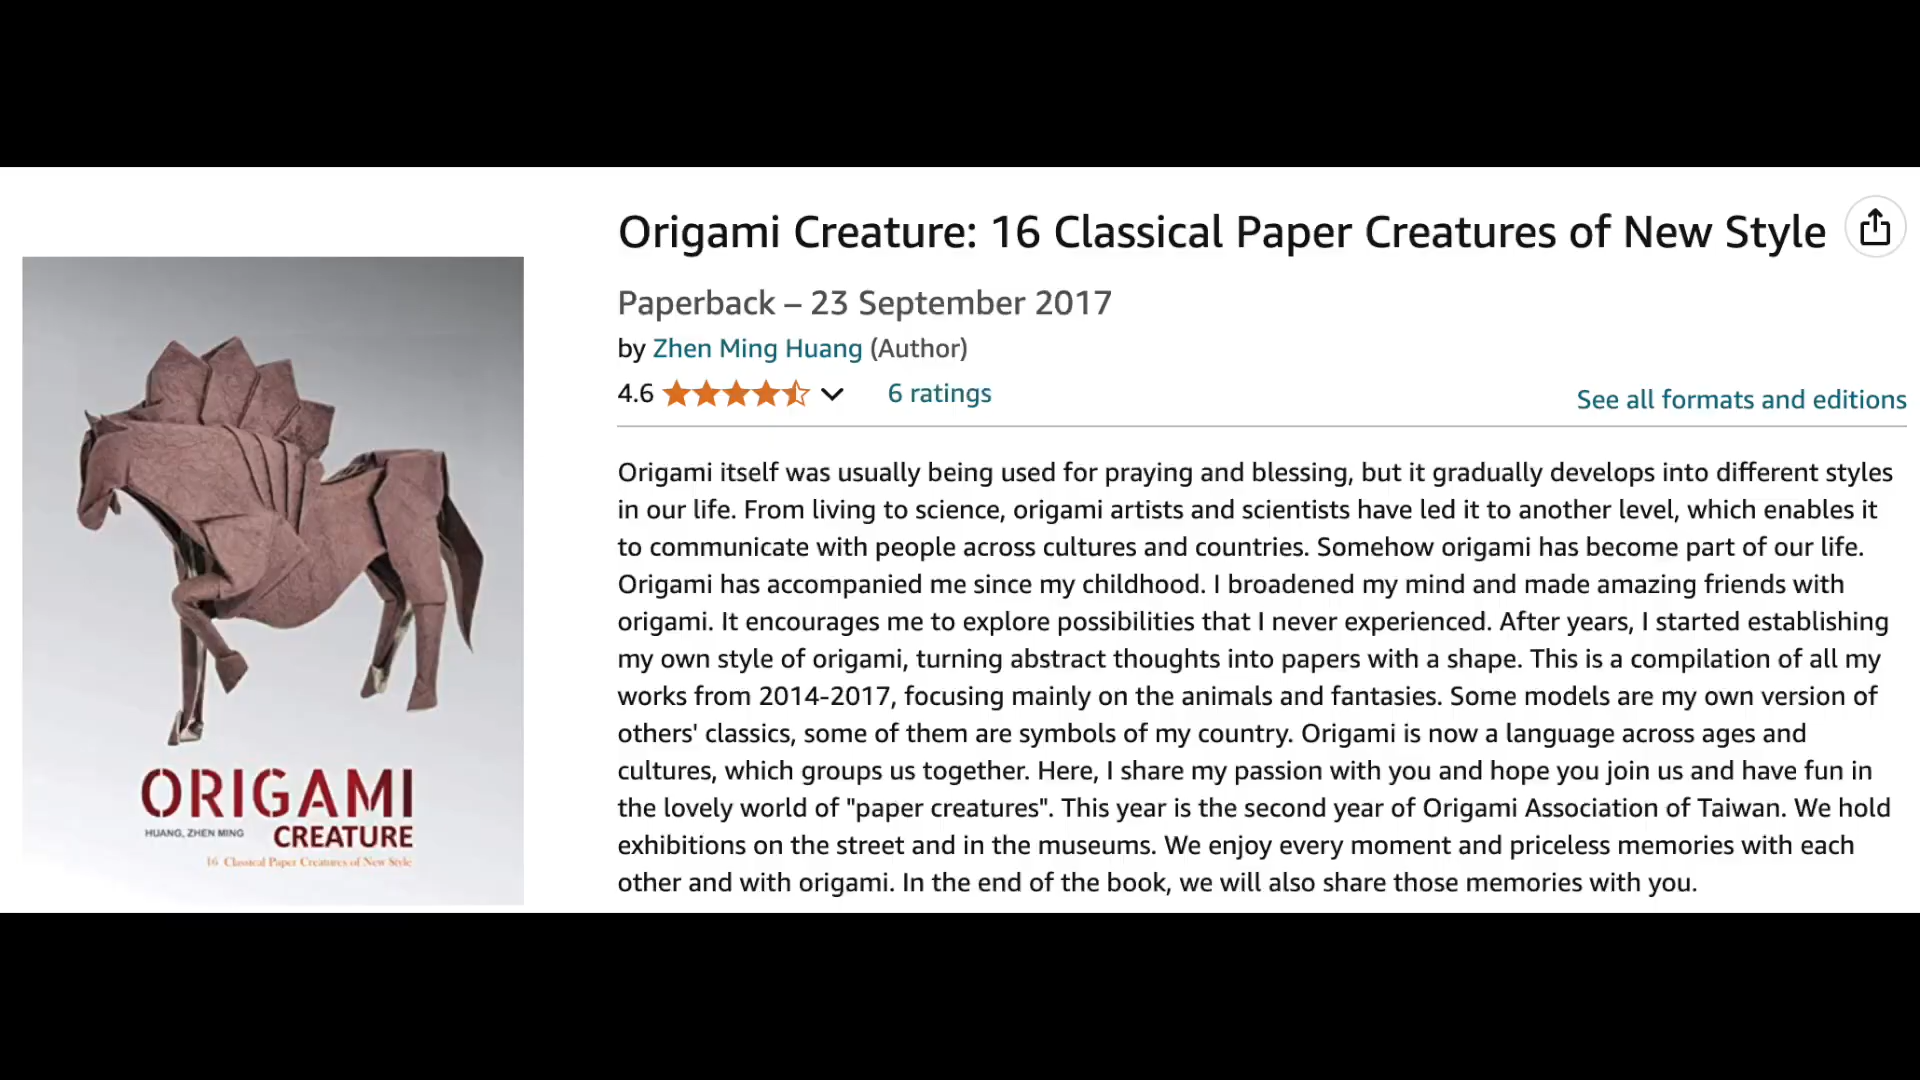 Origami Creature: 16 Classical Paper Creatures of New Style
Paperback – 23 September 2017
by Zhen Ming Huang (Author)
4.6
6 ratings
See all formats and editions
Origami itself was usually being used for praying and blessing, but it gradually develops into different styles
in our life. From living to science, origami artists and scientists have led it to another level, which enables it
to communicate with people across cultures and countries. Somehow origami has become part of our life.
Origami has accompanied me since my childhood. I broadened my mind and made amazing friends with
origami. It encourages me to explore possibilities that I never experienced. After years, I started establishing
my own style of origami, turning abstract thoughts into papers with a shape. This is a compilation of all my
works from 2014-2017, focusing mainly on the animals and fantasies. Some models are my own version of
others' classics, some of them are symbols of my country. Origami is now a language across ages and
cultures, which groups us together. Here, I share my passion with you and hope you join us and have fun in
the lovely world of "paper creatures". This year is the second year of Origami Association of Taiwan. We hold
exhibitions on the street and in the museums. We enjoy every moment and priceless memories with each
other and with origami. In the end of the book, we will also share those memories with you.
ORIGAMI
HUANG, ZHEN MING
CREATURE
16 Classical Paper Creatures of New Style